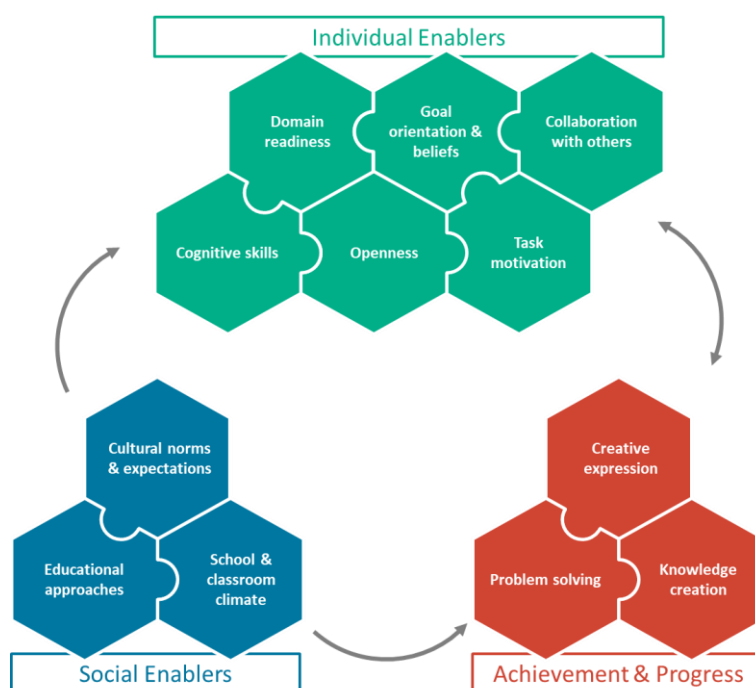 Individual Enablers
Domain
readiness
Goal
orientation &
beliefs
Collaboration
with others
Cognitive skills
Openness
Task
motivation
Cultural norms
& expectations
Educational
approaches
School &
classroom
climate
Social Enablers
Creative
expression
Problem solving
Knowledge
creation
Achievement & Progress